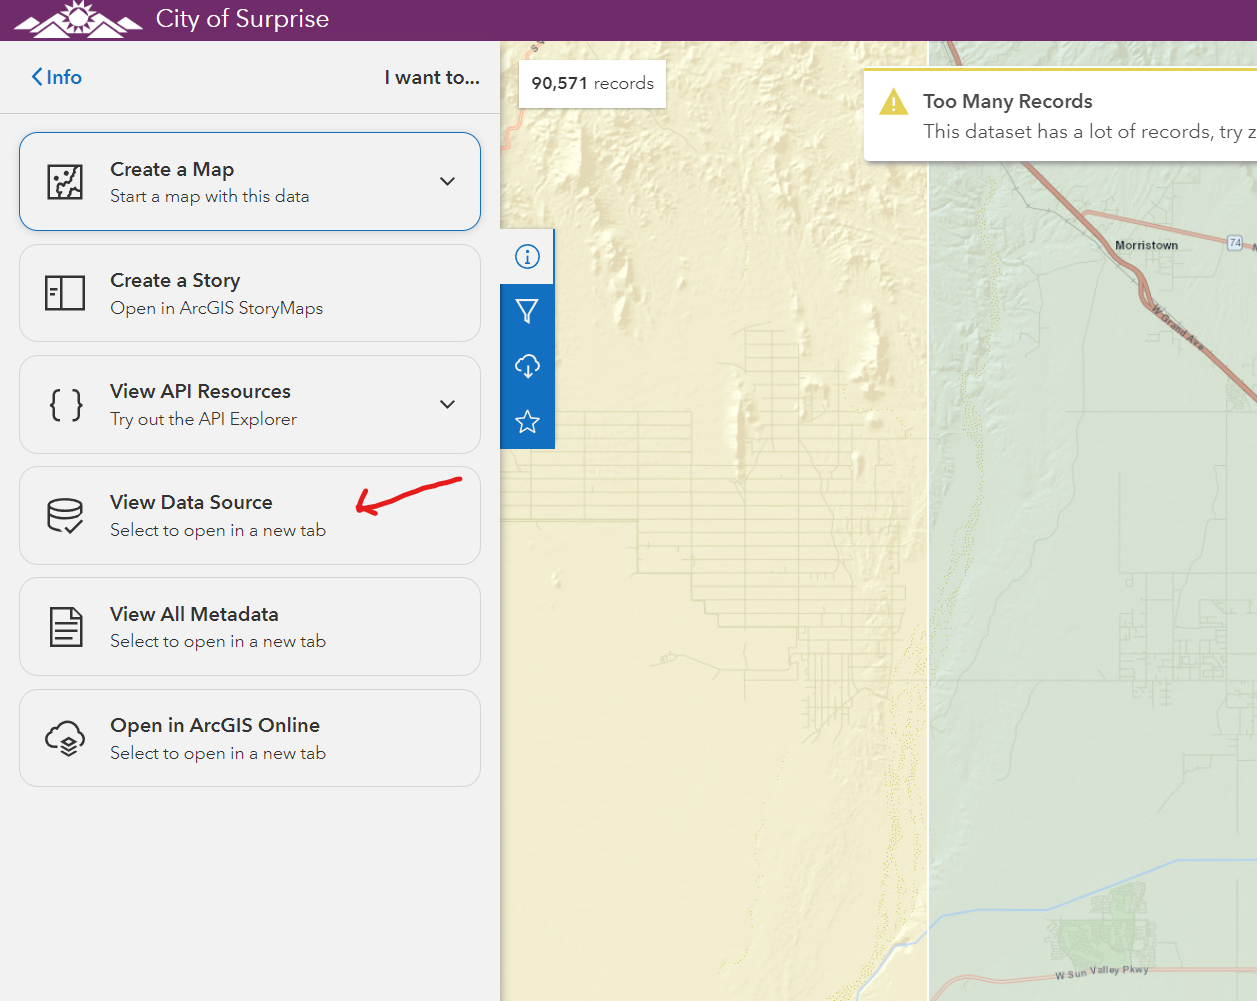 City of Surprise
Info
I want to...
Create a Map
Start a map with this data
Create a Story
Open in ArcGIS StoryMaps
View API Resources
Try out the API Explorer
View Data Source
Select to open in a new tab
View All Metadata
Select to open in a new tab
Open in ArcGIS Online
Select to open in a new tab
90,571 records
Too Many Records
This dataset has a lot of records, try z
Morristown
74
W Grand Ave
W Sun Valley Pkwy